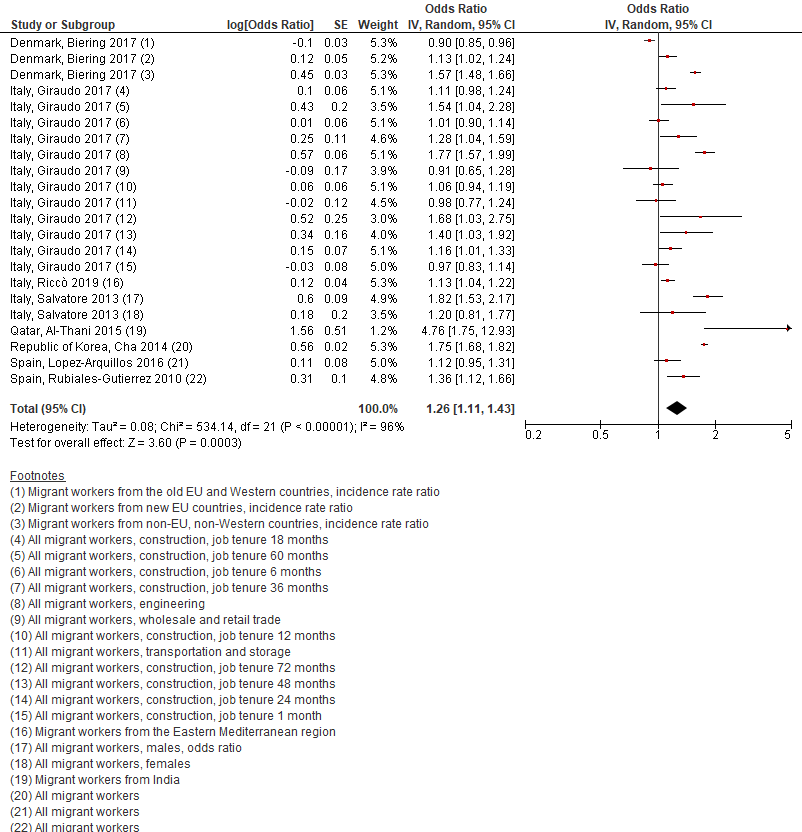 Odds Ratio Odds Ratio
Study or Subgroup log[Odds Ratio] SE Weight IV, Random, 95% CI IV, Random, 95% CI
Denmark, Biering 2017 (1) -0.1 0.03 5.3% 0.90 [0.85, 0.96]
Denmark, Biering 2017 (2) 0.12 0.05 5.2% 1.13 [1.02, 1.24]
Denmark, Biering 2017 (3) 0.45 0.03 5.3% 1.57 [1.48, 1.66]
Italy, Giraudo 2017 (4) 0.1 0.06 5.1% 1.11 [0.98, 1.24]
Italy, Giraudo 2017 (5) 0.43 0.2 3.5% 1.54 [1.04, 2.28]
Italy, Giraudo 2017 (6) 0.01 0.06 5.1% 1.01 [0.90, 1.14]
Italy, Giraudo 2017 (7) 0.25 0.11 4.6% 1.28 [1.04, 1.59]
Italy, Giraudo 2017 (8) 0.57 0.06 5.1% 1.77 [1.57, 1.99]
Italy, Giraudo 2017 (9) -0.09 0.17 3.9% 0.91 [0.65, 1.28]
Italy, Giraudo 2017 (10) 0.06 0.06 5.1% 1.06 [0.94, 1.19]
Italy, Giraudo 2017 (11) -0.02 0.12 4.5% 0.98 [0.77, 1.24]
Italy, Giraudo 2017 (12) 0.52 0.25 2.9% 1.68 [1.03, 2.75]
Italy, Giraudo 2017 (13) 0.34 0.16 4.0% 1.40 [1.03, 1.92]
Italy, Giraudo 2017 (14) 0.15 0.07 5.1% 1.16 [1.01, 1.33]
Italy, Giraudo 2017 (15) -0.03 0.08 5.0% 0.97 [0.83, 1.14]
Italy, Riccò 2019 (16) 0.12 0.04 5.2% 1.13 [1.04, 1.22]
Italy, Salvatore 2013 (17) 0.6 0.09 4.9% 1.82 [1.53, 2.17]
Italy, Salvatore 2013 (18) 0.18 0.2 3.5% 1.20 [0.81, 1.77]
Qatar, Al-Thani 2015 (19) 1.56 0.51 1.2% 4.76 [1.75, 12.93]
Republic of Korea, Cha 2014 (20) 0.56 0.02 5.3% 1.75 [1.68, 1.82]
Spain, Lopez-Arquillos 2016 (21) 0.11 0.08 5.0% 1.12 [0.95, 1.31]
Spain, Rubiales-Gutierrez 2010 (22) 0.31 0.1 4.8% 1.36 [1.12, 1.66]
Total (95% CI) 100.0% 1.26 [1.11, 1.43]
Heterogeneity: Tau² = 0.08; Chi² = 534.14, df = 21 (P < 0.00001); I² = 96%
Test for overall effect: Z = 3.60 (P = 0.0003)
0.2 0.5 1 2 5
Footnotes
(1) Migrant workers from the old EU and Western countries, incidence rate ratio
(2) Migrant workers from new EU countries, incidence rate ratio
(3) Migrant workers from non-EU, non-Western countries, incidence rate ratio
(4) All migrant workers, construction, job tenure 18 months
(5) All migrant workers, construction, job tenure 60 months
(6) All migrant workers, construction, job tenure 6 months
(7) All migrant workers, construction, job tenure 36 months
(8) All migrant workers, engineering
(9) All migrant workers, wholesale and retail trade
(10) All migrant workers, construction, job tenure 12 months
(11) All migrant workers, transportation and storage
(12) All migrant workers, construction, job tenure 72 months
(13) All migrant workers, construction, job tenure 48 months
(14) All migrant workers, construction, job tenure 24 months
(15) All migrant workers, construction, job tenure 1 month
(16) Migrant workers from the Eastern Mediterranean region
(17) All migrant workers, males, odds ratio
(18) All migrant workers, females
(19) Migrant workers from India
(20) All migrant workers
(21) All migrant workers
(22) All migrant workers